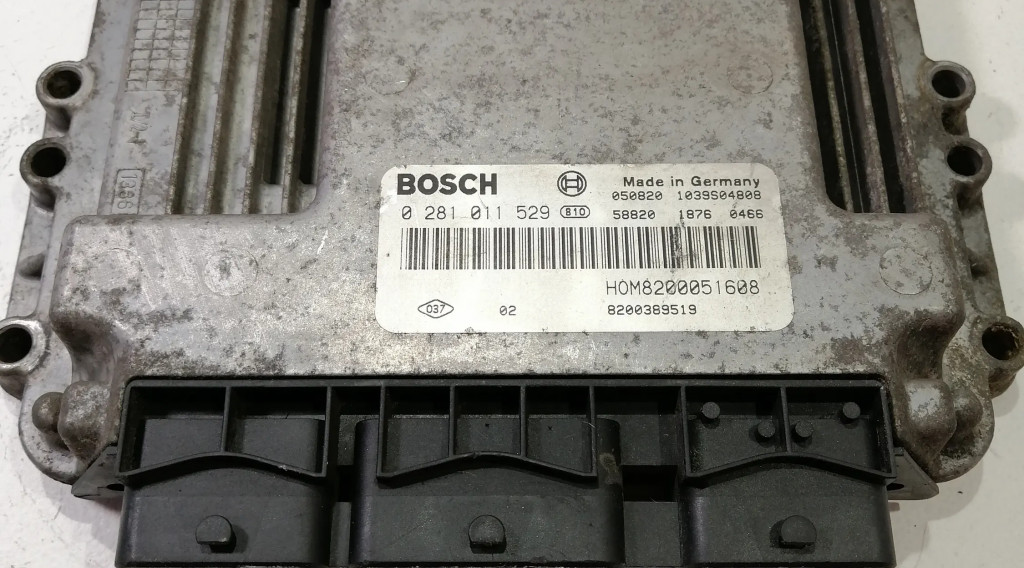 BOSCH Made in Germany
050820 1039S04808
0 281 011 529 B10 58820 1876 0466
HOM8200051608
037 02 8200389519